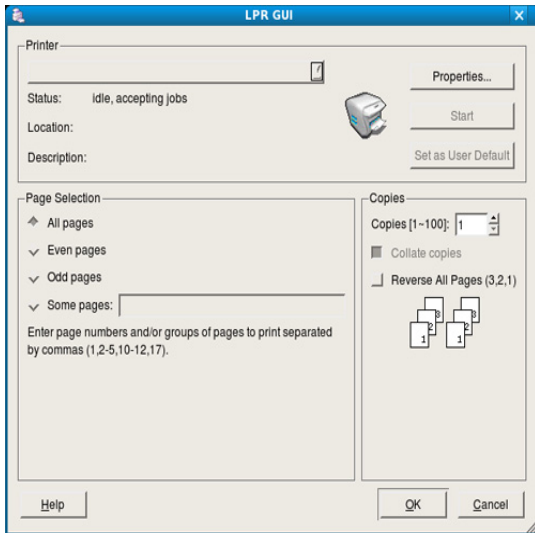 LPR GUI
Printer
Properties...
Status: idle, accepting jobs
Start
Location:
Description:
Set as User Default
Page Selection
All pages
Even pages
Odd pages
Some pages:
Enter page numbers and/or groups of pages to print separated
by commas (1,2-5,10-12,17).
Copies
Copies [1~100]: 1
Collate copies
Reverse All Pages (3,2,1)
3 3
2 2
1 1
Help
OK
Cancel